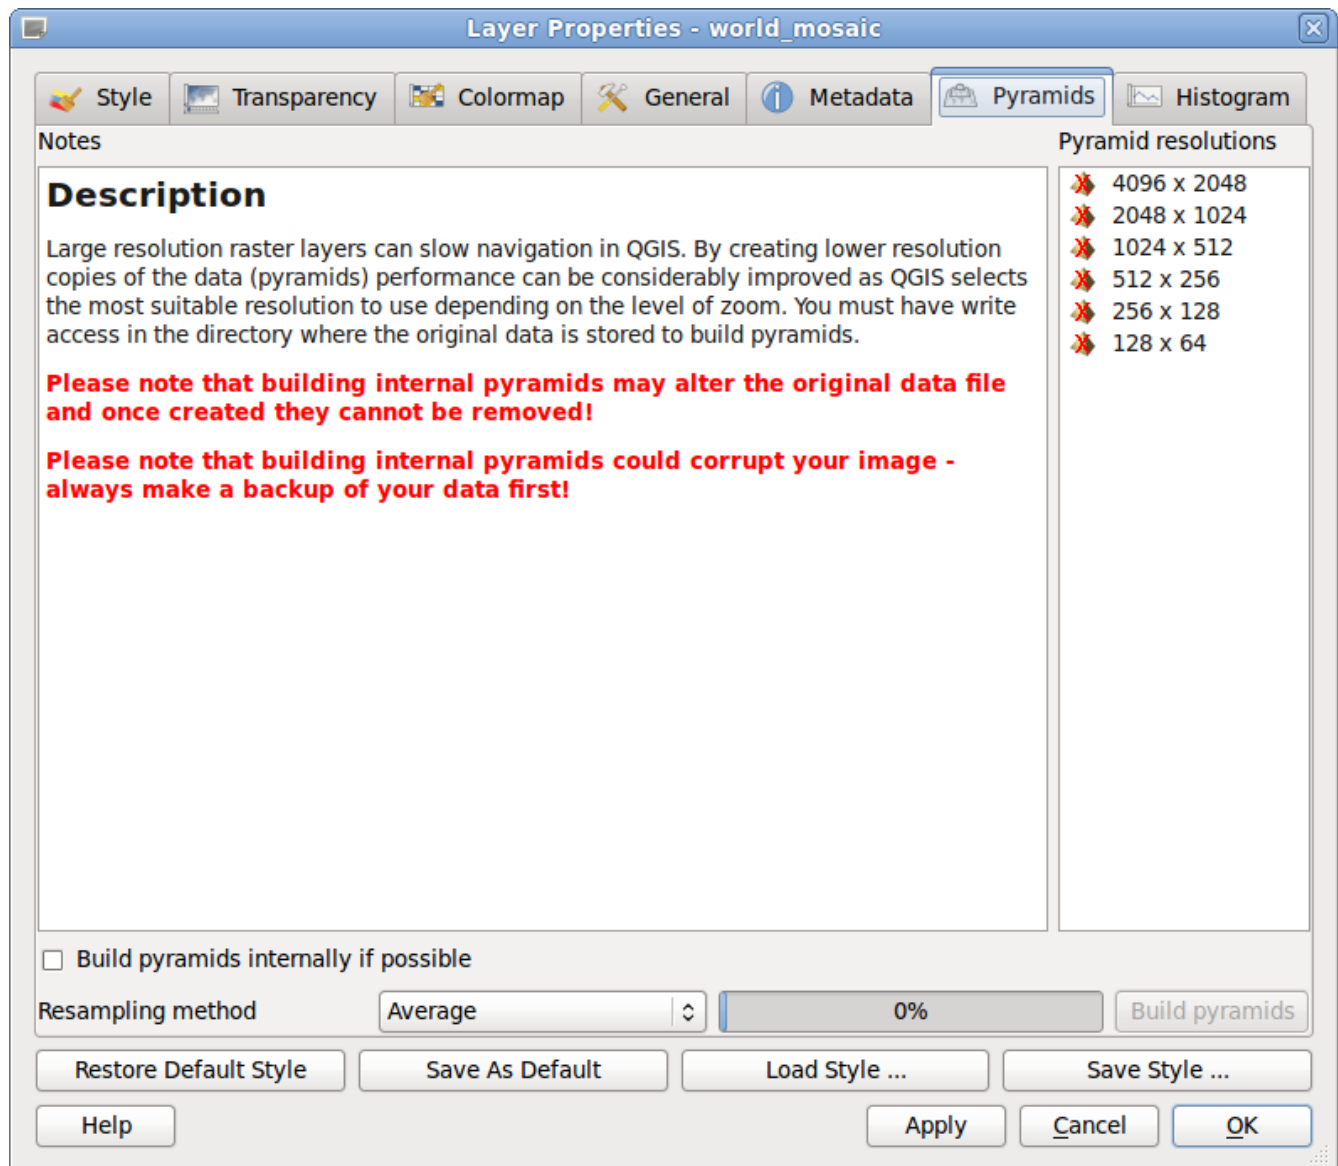 Layer Properties - world_mosaic
Style
Transparency
Colormap
General
Metadata
Pyramids
Histogram
Notes
Pyramid resolutions
Description
Large resolution raster layers can slow navigation in QGIS. By creating lower resolution
copies of the data (pyramids) performance can be considerably improved as QGIS selects
the most suitable resolution to use depending on the level of zoom. You must have write
access in the directory where the original data is stored to build pyramids.
Please note that building internal pyramids may alter the original data file
and once created they cannot be removed!
Please note that building internal pyramids could corrupt your image -
always make a backup of your data first!
4096 x 2048
2048 x 1024
1024 x 512
512 x 256
256 x 128
128 x 64
Build pyramids internally if possible
Resampling method
Average
0%
Build pyramids
Restore Default Style
Save As Default
Load Style ...
Save Style ...
Help
Apply
Cancel
OK